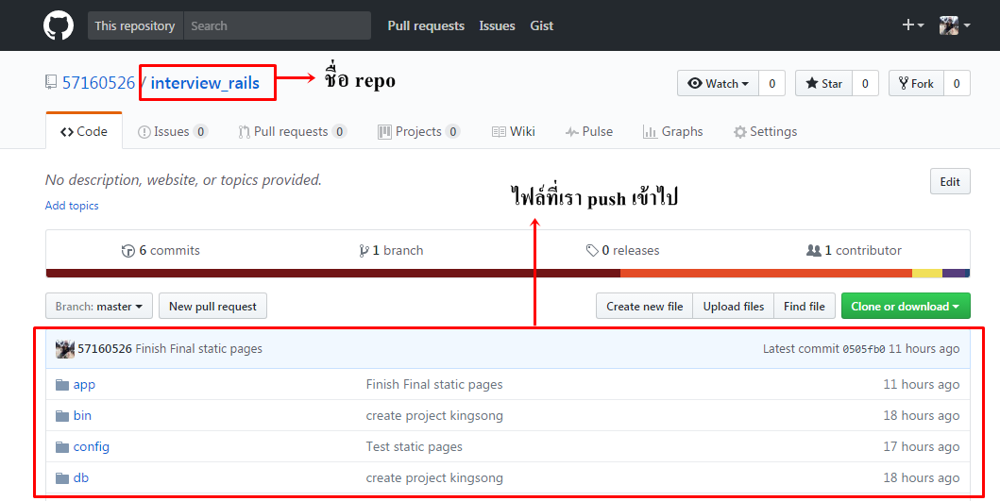 This repository Search Pull requests Issues Gist
57160526 / interview_rails ชื่อ repo Watch 0 Star 0 Fork 0
Code Issues 0 Pull requests 0 Projects 0 Wiki Pulse Graphs Settings
No description, website, or topics provided. Edit
Add topics
ไฟล์ที่เรา push เข้าไป
6 commits 1 branch 0 releases 1 contributor
Branch: master New pull request Create new file Upload files Find file Clone or download
57160526 Finish Final static pages Latest commit 0505fb0 11 hours ago
app Finish Final static pages 11 hours ago
bin create project kingsong 18 hours ago
config Test static pages 17 hours ago
db create project kingsong 18 hours ago